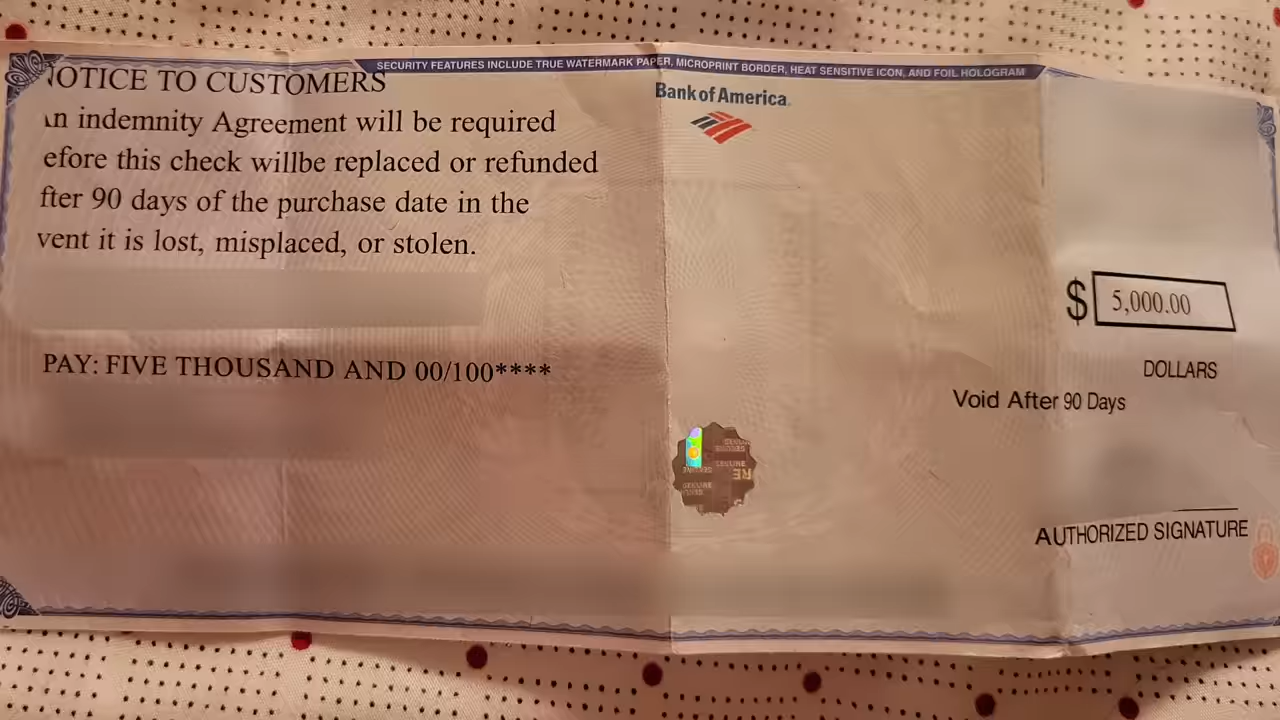 SECURITY FEATURES INCLUDE TRUE WATERMARK PAPER, MICROPRINT BORDER, HEAT SENSITIVE ICON, AND FOIL HOLOGRAM
OTICE TO CUSTOMERS
n indemnity Agreement will be required
efore this check willbe replaced or refunded
fter 90 days of the purchase date in the
vent it is lost, misplaced, or stolen.
Bank of America
$ 5,000.00
PAY: FIVE THOUSAND AND 00/100****
DOLLARS
Void After 90 Days
SECURE
AUTHORIZED SIGNATURE